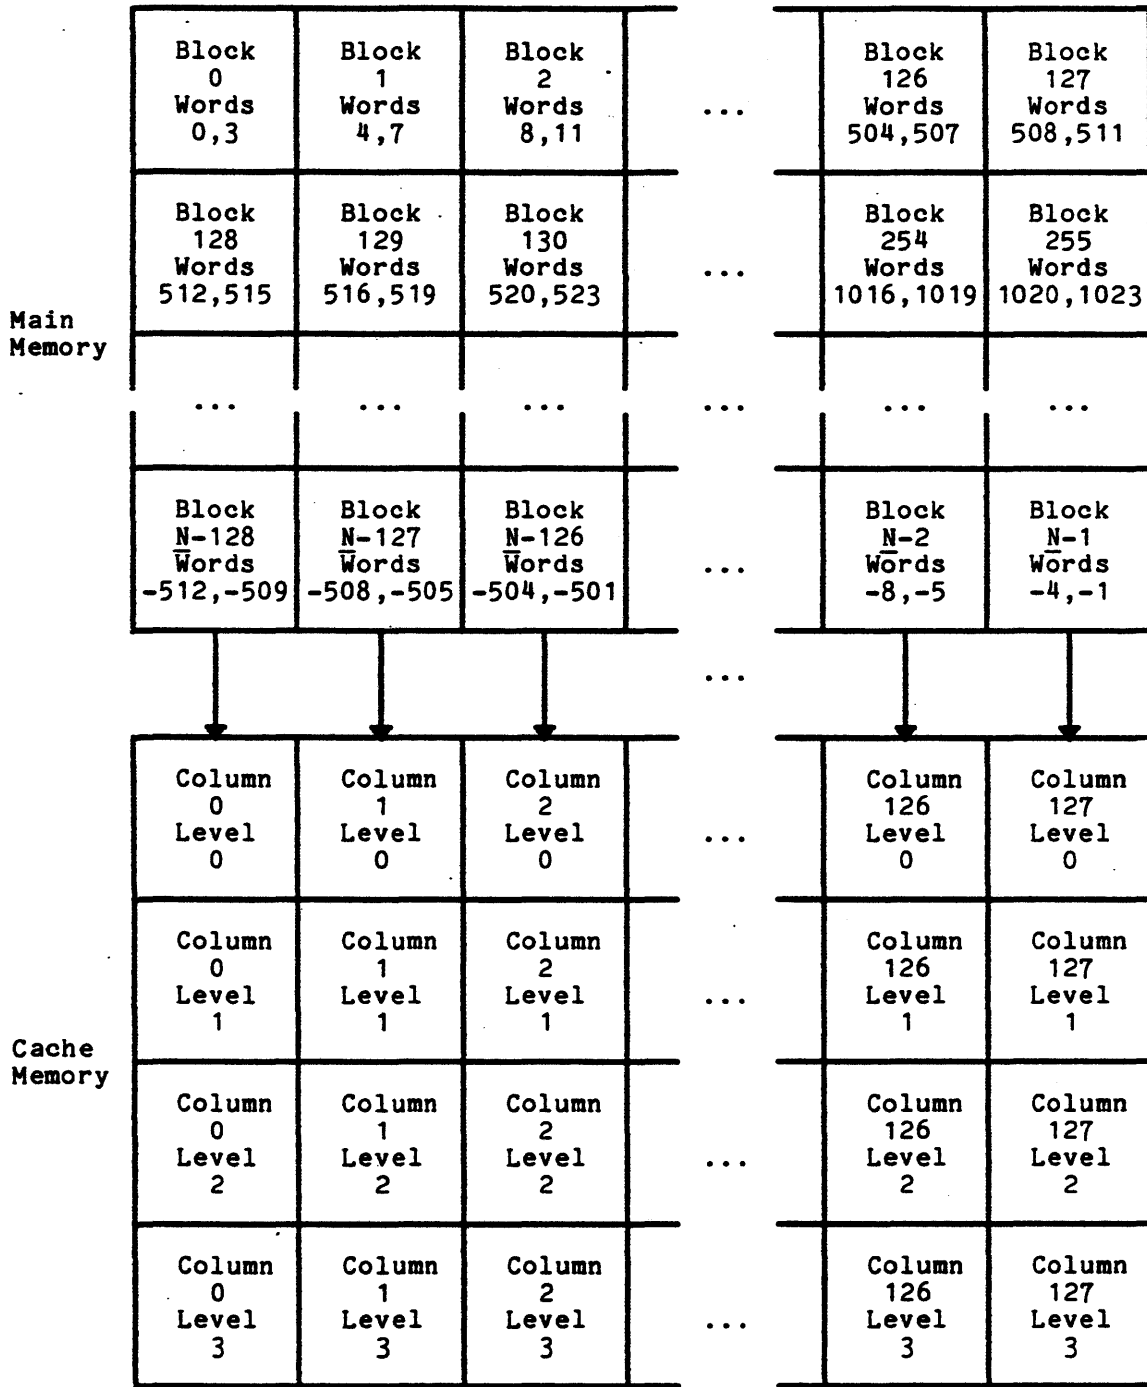 Block Block Block Block Block
0 1 2 126 127
Words Words Words ... Words Words
0,3 4,7 8,11 504,507 508,511
Block Block Block Block Block
128 129 130 254 255
Words Words Words ... Words Words
512,515 516,519 520,523 1016,1019 1020,1023
Main
Memory
... ... ... ... ... ...
Block Block Block Block Block
N-128 N-127 N-126 N-2 N-1
Words Words Words ... Words Words
-512,-509 -508,-505 -504,-501 -8,-5 -4,-1
...
Column Column Column Column Column
0 1 2 126 127
Level Level Level ... Level Level
0 0 0 0 0
Column Column Column Column Column
0 1 2 126 127
Level Level Level ... Level Level
1 1 1 1 1
Cache
Memory
Column Column Column Column Column
0 1 2 126 127
Level Level Level ... Level Level
2 2 2 2 2
Column Column Column Column Column
0 1 2 126 127
Level Level Level ... Level Level
3 3 3 3 3